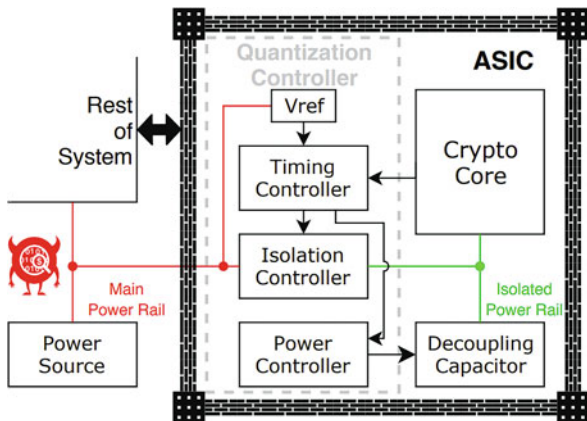 Quantization
Controller
ASIC
Rest
of
System
Vref
Timing
Controller
Crypto
Core
Isolation
Controller
Main
Power Rail
Isolated
Power Rail
Power
Source
Power
Controller
Decoupling
Capacitor